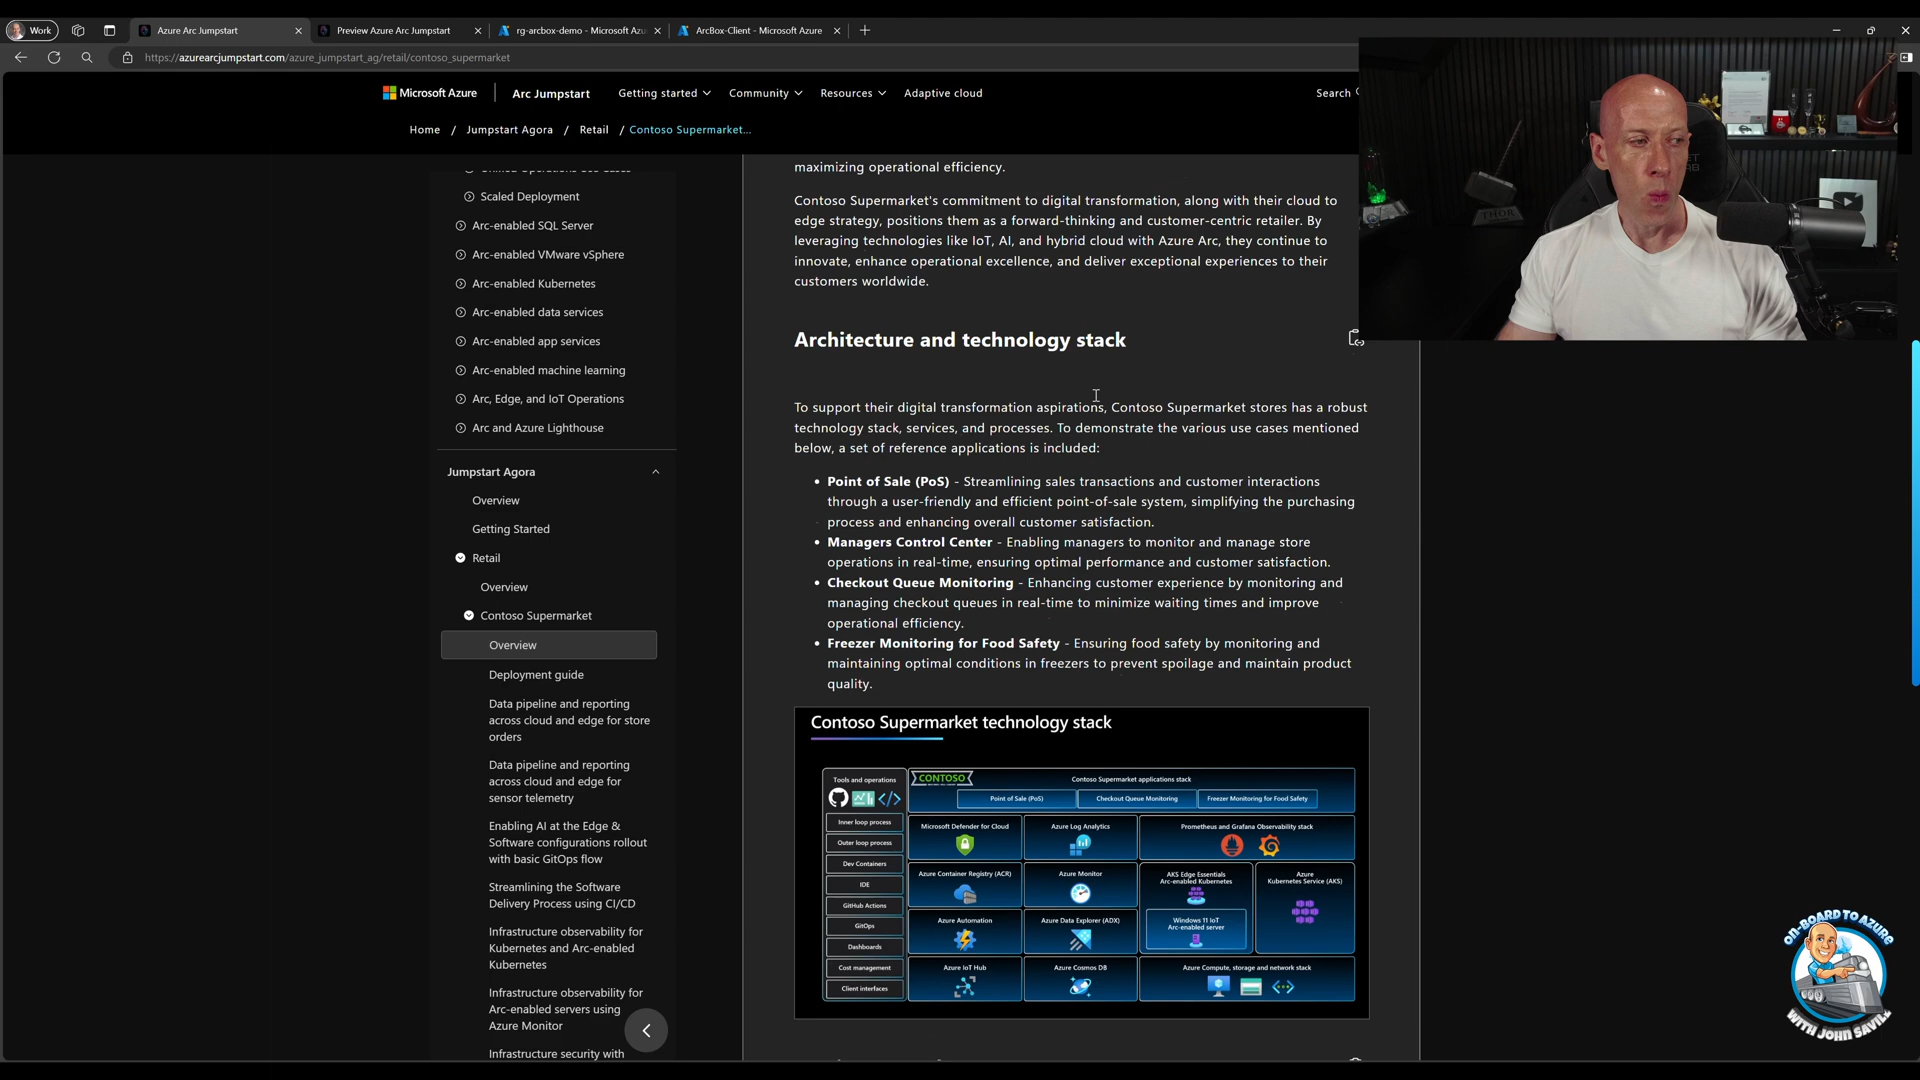 Work
Azure Arc Jumpstart
Preview Azure Arc Jumpstart
rg-arcbox-demo - Microsoft Azu
ArcBox-Client - Microsoft Azure
https://azurearcjumpstart.com/azure_jumpstart_ag/retail/contoso_supermarket
Microsoft Azure
Arc Jumpstart
Getting started
Community
Resources
Adaptive cloud
Search
Home / Jumpstart Agora / Retail / Contoso Supermarket...
Scaled Deployment
Arc-enabled SQL Server
Arc-enabled VMware vSphere
Arc-enabled Kubernetes
Arc-enabled data services
Arc-enabled app services
Arc-enabled machine learning
Arc, Edge, and IoT Operations
Arc and Azure Lighthouse
Jumpstart Agora
Overview
Getting Started
Retail
Overview
Contoso Supermarket
Overview
Deployment guide
Data pipeline and reporting
across cloud and edge for store
orders
Data pipeline and reporting
across cloud and edge for
sensor telemetry
Enabling AI at the Edge &
Software configurations rollout
with basic GitOps flow
Streamlining the Software
Delivery Process using CI/CD
Infrastructure observability for
Kubernetes and Arc-enabled
Kubernetes
Infrastructure observability for
Arc-enabled servers using
Azure Monitor
Infrastructure security with
maximizing operational efficiency.
Contoso Supermarket's commitment to digital transformation, along with their cloud to
edge strategy, positions them as a forward-thinking and customer-centric retailer. By
leveraging technologies like IoT, AI, and hybrid cloud with Azure Arc, they continue to
innovate, enhance operational excellence, and deliver exceptional experiences to their
customers worldwide.
Architecture and technology stack
To support their digital transformation aspirations, Contoso Supermarket stores has a robust
technology stack, services, and processes. To demonstrate the various use cases mentioned
below, a set of reference applications is included:
• Point of Sale (PoS) - Streamlining sales transactions and customer interactions
through a user-friendly and efficient point-of-sale system, simplifying the purchasing
process and enhancing overall customer satisfaction.
• Managers Control Center - Enabling managers to monitor and manage store
operations in real-time, ensuring optimal performance and customer satisfaction.
• Checkout Queue Monitoring - Enhancing customer experience by monitoring and
managing checkout queues in real-time to minimize waiting times and improve
operational efficiency.
• Freezer Monitoring for Food Safety - Ensuring food safety by monitoring and
maintaining optimal conditions in freezers to prevent spoilage and maintain product
quality.
Contoso Supermarket technology stack
Tools and operations
Inner loop process
Outer loop process
Dev Containers
IDE
GitHub Actions
GitOps
Dashboards
Cost management
Client interfaces
CONTOSO
Contoso Supermarket applications stack
Point of Sale (PoS)
Checkout Queue Monitoring
Freezer Monitoring for Food Safety
Microsoft Defender for Cloud
Azure Log Analytics
Prometheus and Grafana Observability stack
Azure Container Registry (ACR)
Azure Monitor
AKS Edge Essentials
Arc-enabled Kubernetes
Azure
Kubernetes Service (AKS)
Azure Automation
Azure Data Explorer (ADX)
Windows 11 IoT
Arc-enabled server
Azure IoT Hub
Azure Cosmos DB
Azure Compute, storage and network stack
THOR
ON-BOARD TO AZURE
WITH JOHN SAVILL